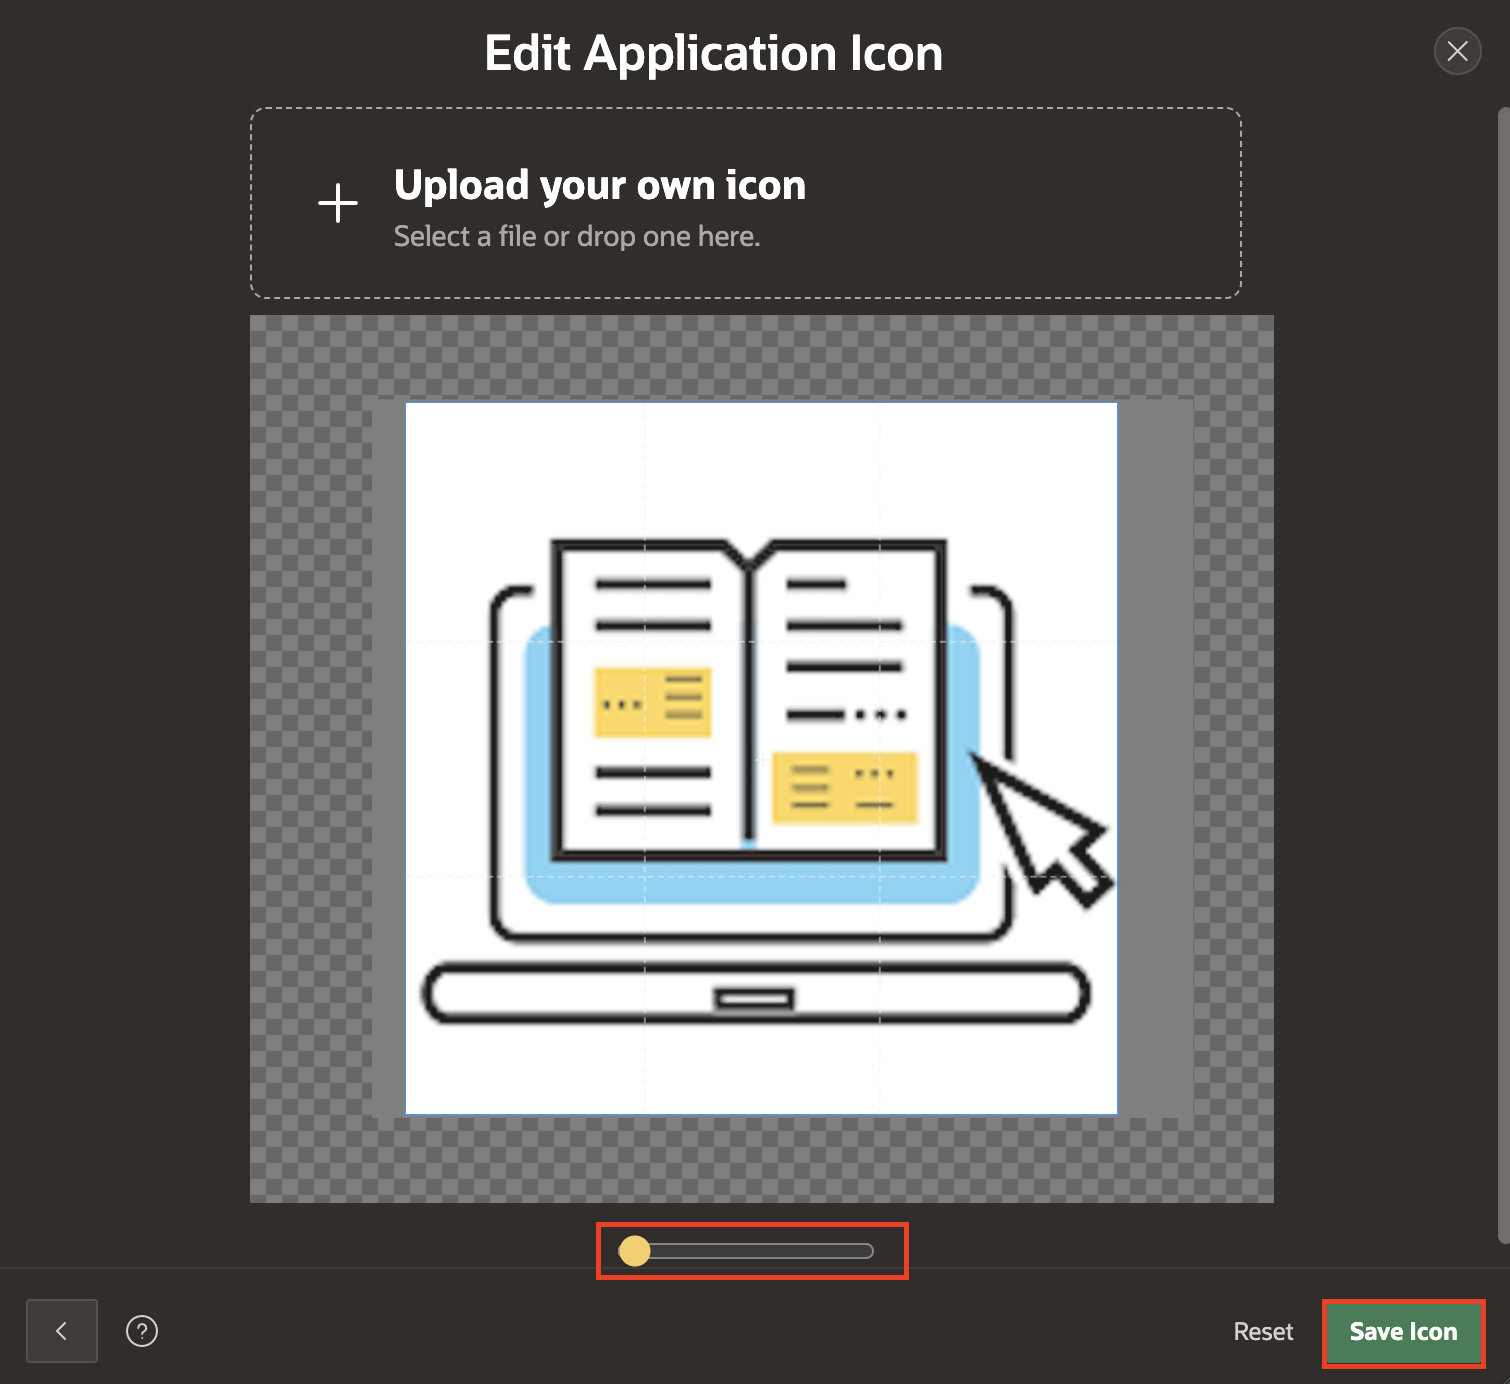 Edit Application Icon
Upload your own icon
Select a file or drop one here.
Reset
Save Icon